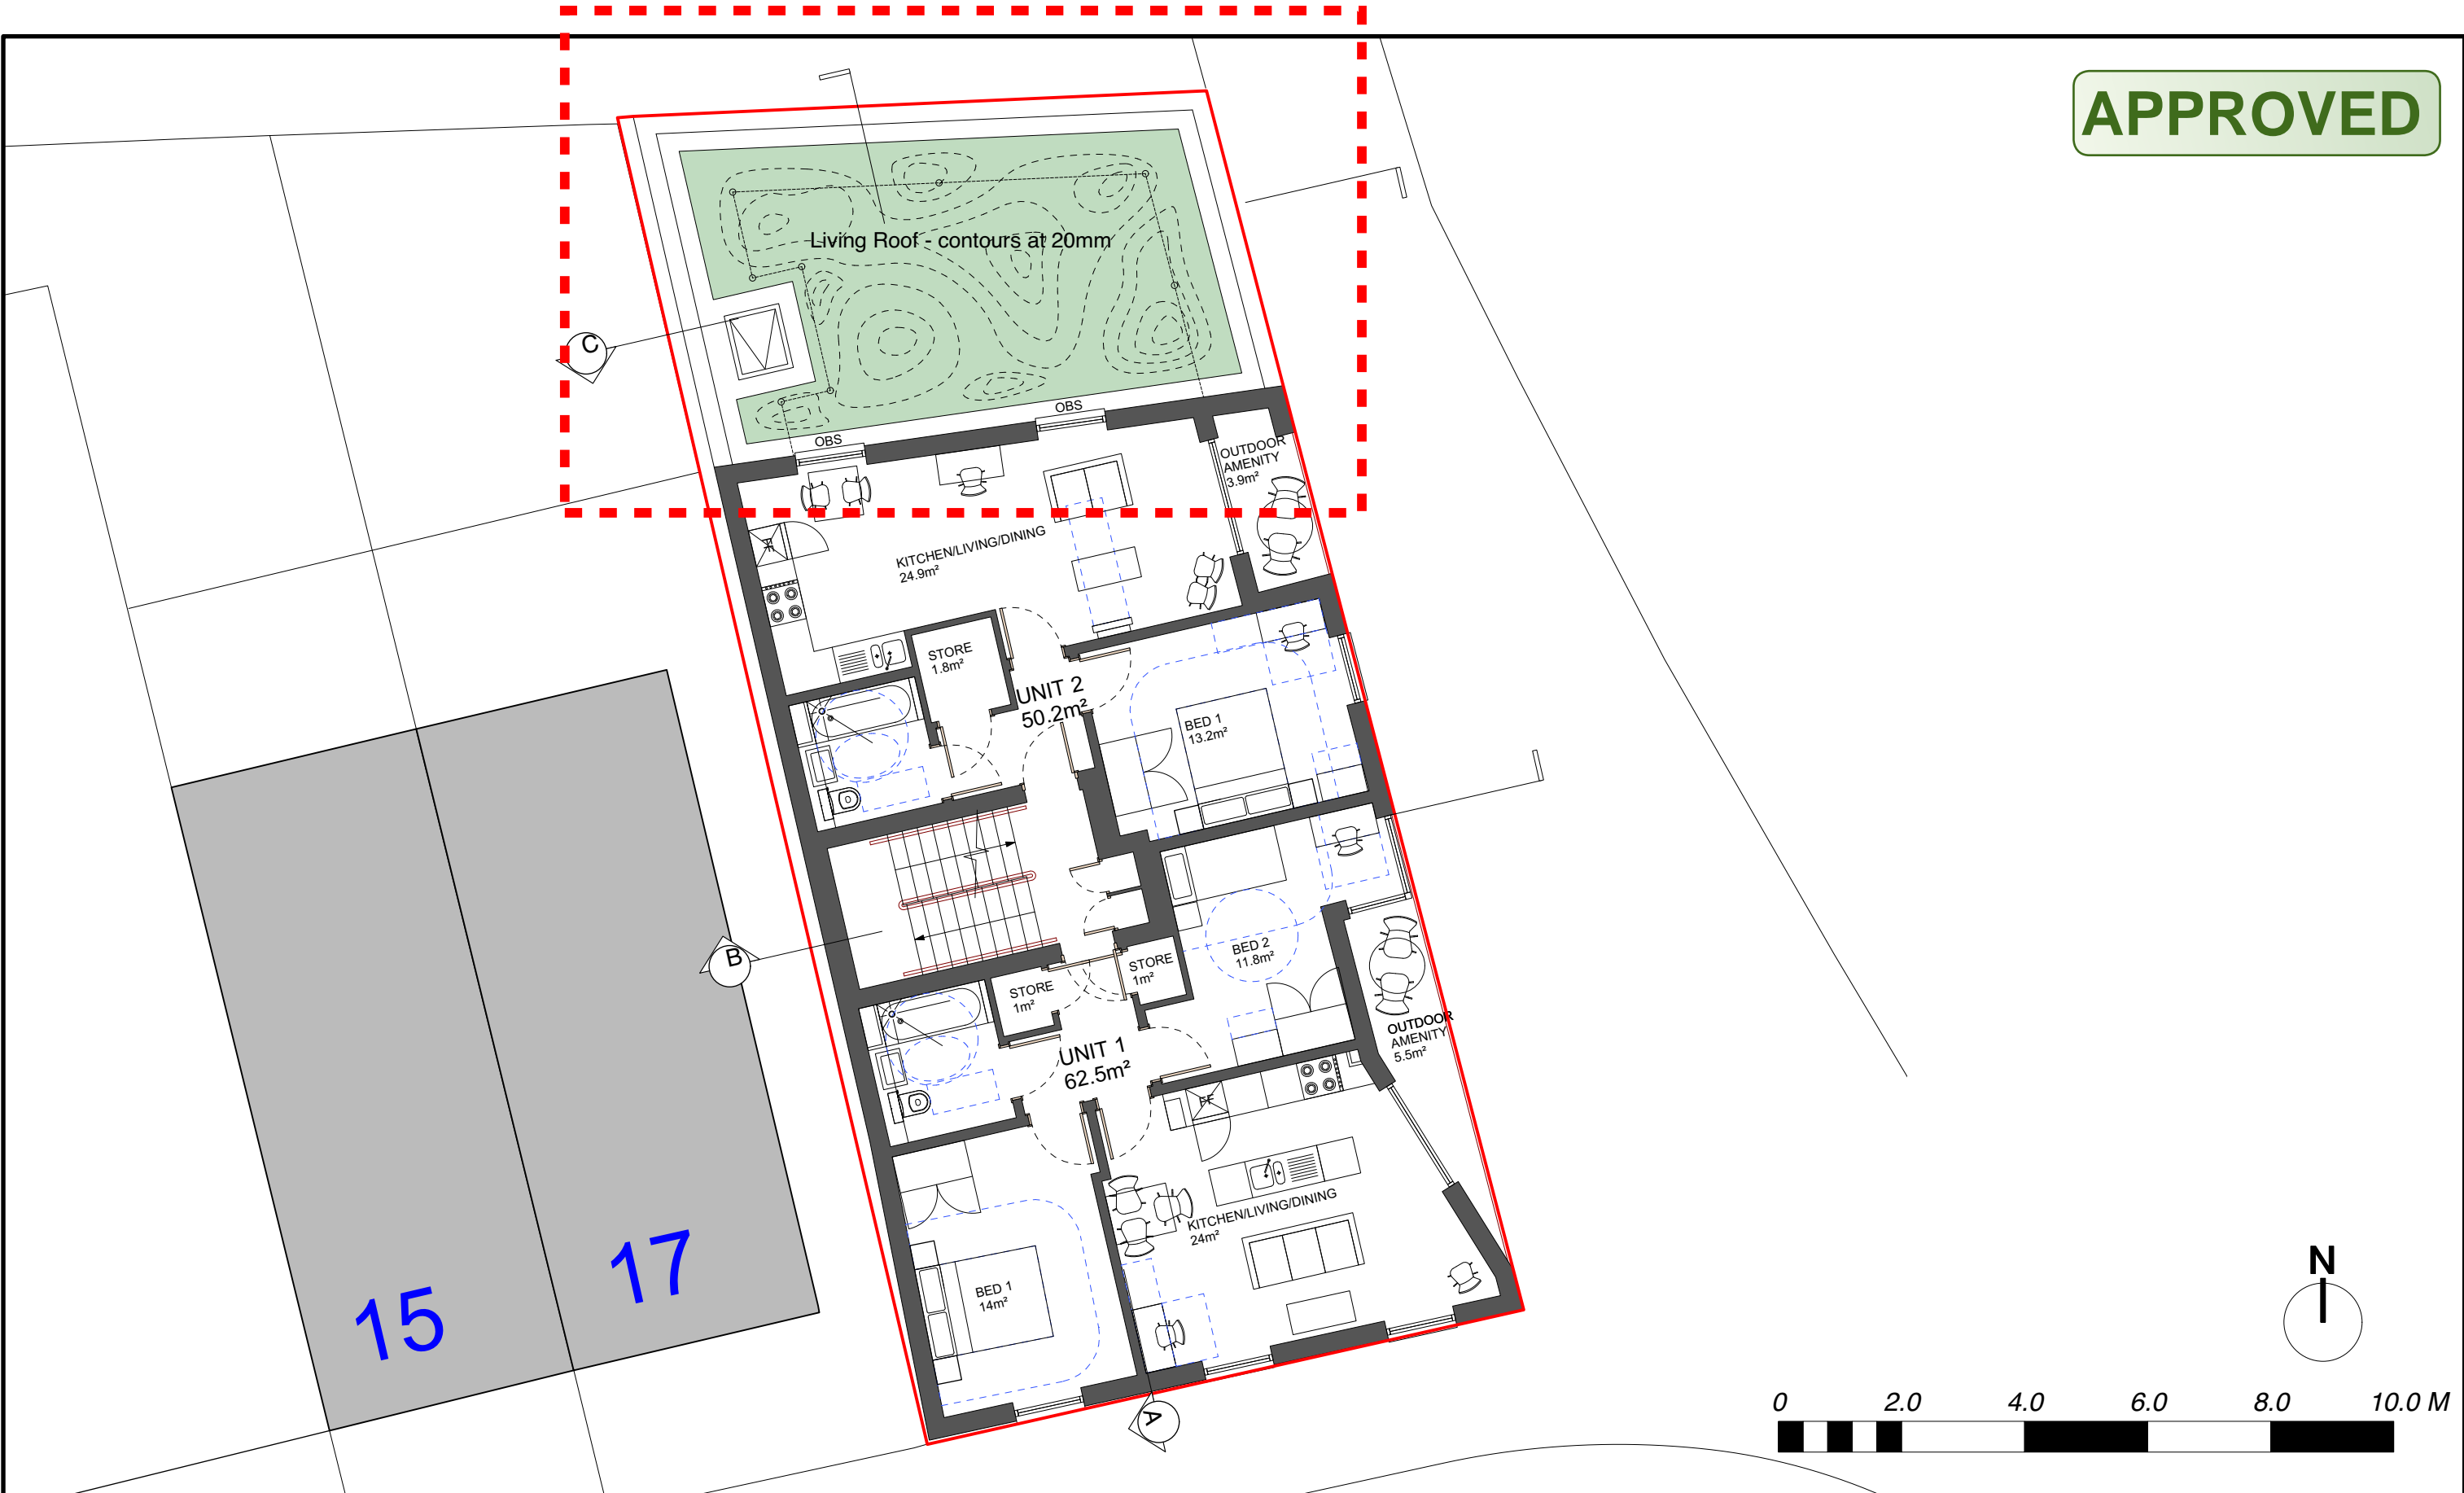 APPROVED
Living Roof - contours at 20mm
C
OBS
OBS
OUTDOOR
AMENITY
3.9m²
KITCHEN/LIVING/DINING
24.9m²
STORE
1.8m²
UNIT 2
50.2m²
BED 1
13.2m²
B
BED 2
11.8m²
STORE
1m²
STORE
1m²
OUTDOOR
AMENITY
5.5m²
UNIT 1
62.5m²
FF
KITCHEN/LIVING/DINING
24m²
BED 1
14m²
15
17
A
N
0 2.0 4.0 6.0 8.0 10.0 M